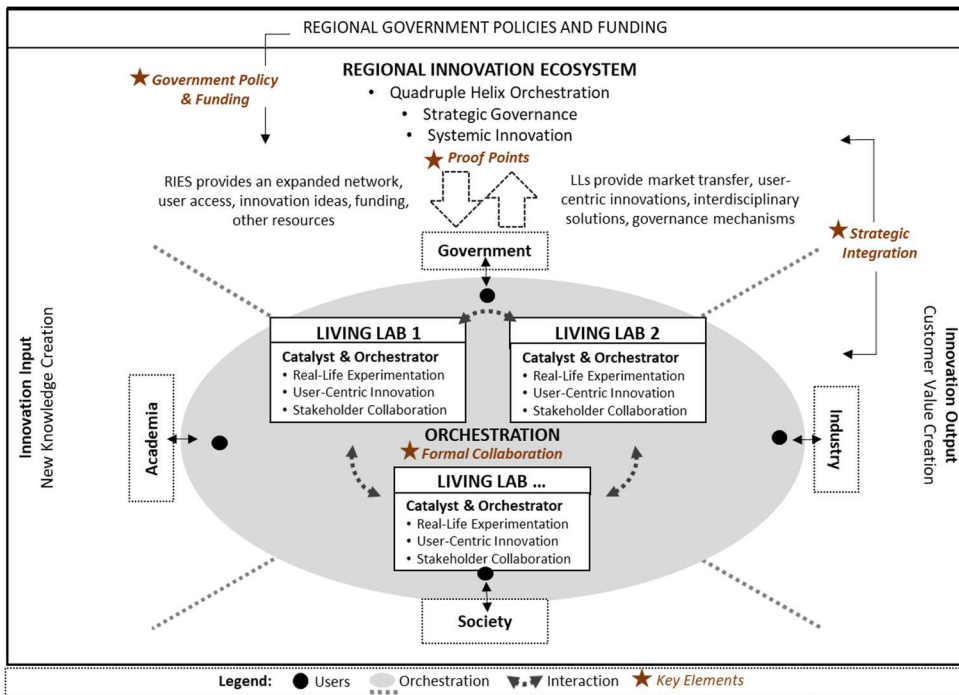 REGIONAL GOVERNMENT POLICIES AND FUNDING
Government Policy
& Funding
REGIONAL INNOVATION ECOSYSTEM
• Quadruple Helix Orchestration
• Strategic Governance
• Systemic Innovation
Proof Points
RIES provides an expanded network,
user access, innovation ideas, funding,
other resources
LLs provide market transfer, user-
centric innovations, interdisciplinary
solutions, governance mechanisms
Strategic
Integration
Government
Innovation Input
New Knowledge Creation
Academia
LIVING LAB 1
Catalyst & Orchestrator
• Real-Life Experimentation
• User-Centric Innovation
• Stakeholder Collaboration
LIVING LAB 2
Catalyst & Orchestrator
• Real-Life Experimentation
• User-Centric Innovation
• Stakeholder Collaboration
Industry
Innovation Output
Customer Value Creation
ORCHESTRATION
Formal Collaboration
LIVING LAB ...
Catalyst & Orchestrator
• Real-Life Experimentation
• User-Centric Innovation
• Stakeholder Collaboration
Society
Legend: Users Orchestration Interaction Key Elements